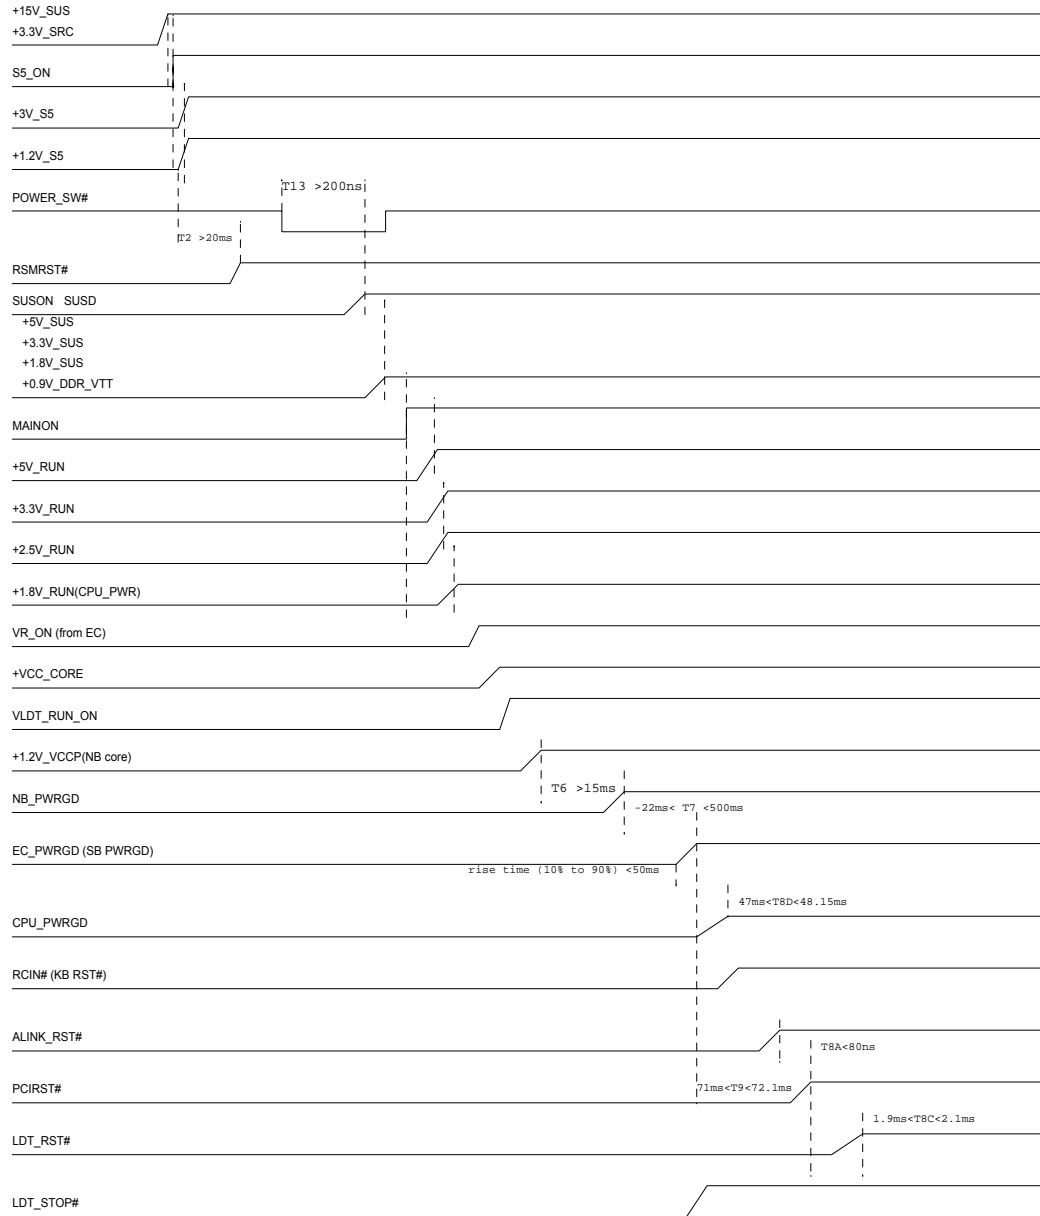 +15V_SUS
+3.3V_SRC
S5_ON
+3V_S5
+1.2V_S5
T13 >200ns
POWER_SW#
T2 >20ms
RSMRST#
SUSON SUSD
+5V_SUS
+3.3V_SUS
+1.8V_SUS
+0.9V_DDR_VTT
MAINON
+5V_RUN
+3.3V_RUN
+2.5V_RUN
+1.8V_RUN(CPU_PWR)
VR_ON (from EC)
+VCC_CORE
VLDT_RUN_ON
+1.2V_VCCP(NB core)
T6 >15ms
NB_PWRGD
-22ms< T7 <500ms
EC_PWRGD (SB PWRGD)
rise time (10% to 90%) <50ms
47ms<T8D<48.15ms
CPU_PWRGD
RCIN# (KB RST#)
ALINK_RST#
T8A<80ns
PCIRST#
71ms<T9<72.1ms
1.9ms<T8C<2.1ms
LDT_RST#
LDT_STOP#